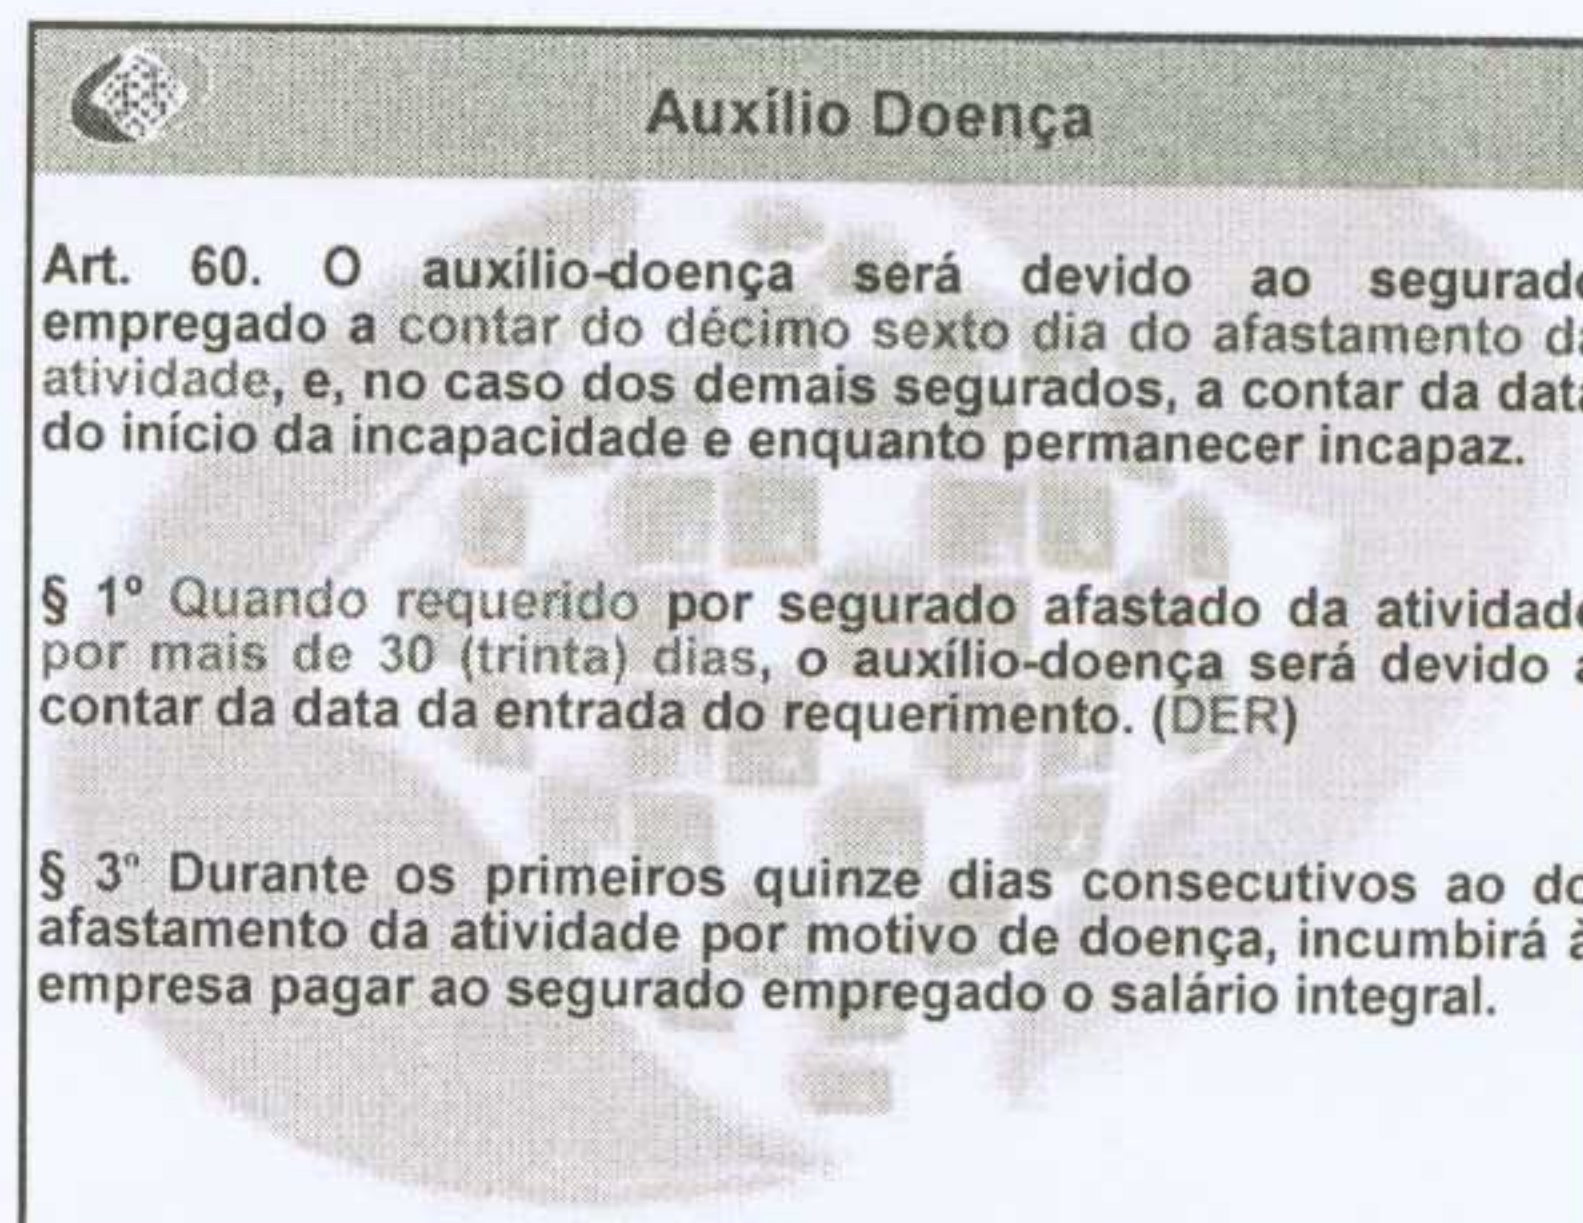 Auxílio Doença
Art. 60. O auxílio-doença será devido ao segurado
empregado a contar do décimo sexto dia do afastamento da
atividade, e, no caso dos demais segurados, a contar da data
do início da incapacidade e enquanto permanecer incapaz.
§ 1º Quando requerido por segurado afastado da atividade
por mais de 30 (trinta) dias, o auxílio-doença será devido a
contar da data da entrada do requerimento. (DER)
§ 3º Durante os primeiros quinze dias consecutivos ao do
afastamento da atividade por motivo de doença, incumbirá à
empresa pagar ao segurado empregado o salário integral.